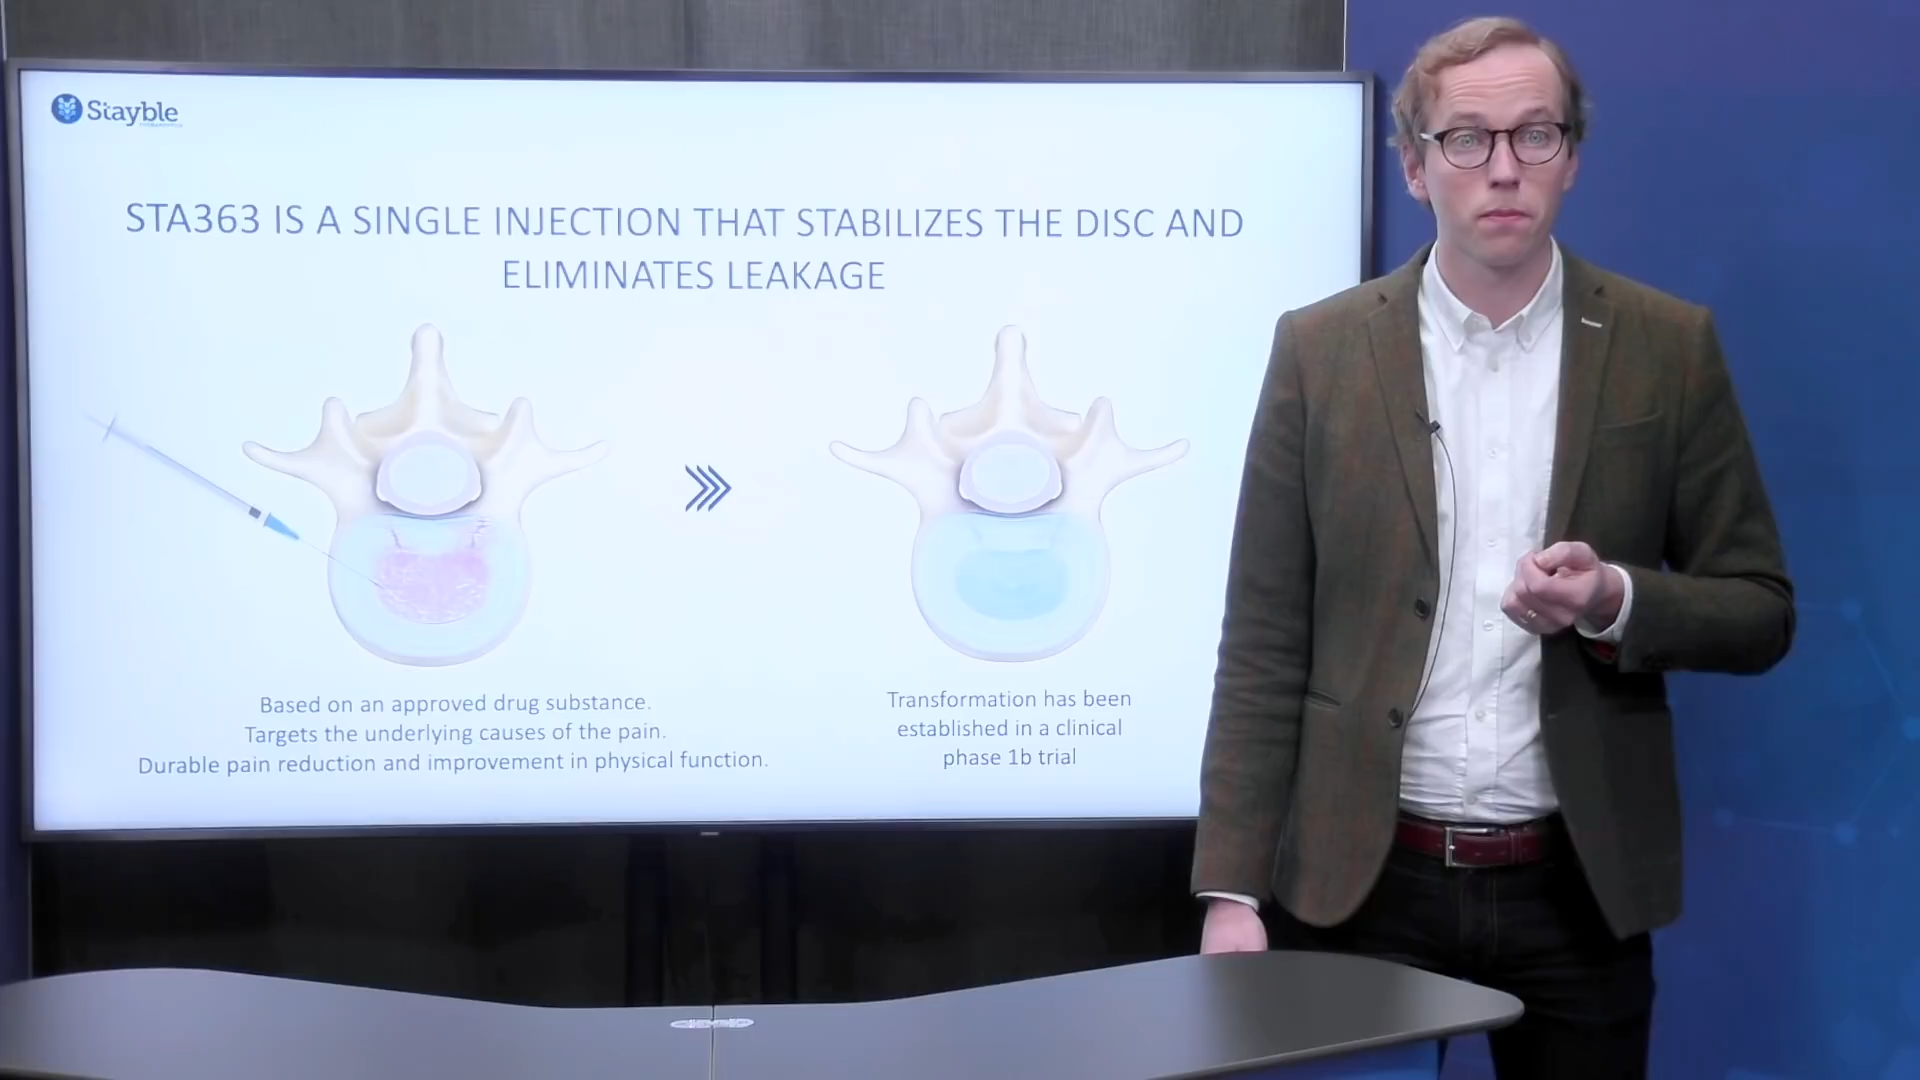 Stayble
THERAPEUTICS
STA363 IS A SINGLE INJECTION THAT STABILIZES THE DISC AND
ELIMINATES LEAKAGE
Based on an approved drug substance.
Targets the underlying causes of the pain.
Durable pain reduction and improvement in physical function.
Transformation has been
established in a clinical
phase 1b trial